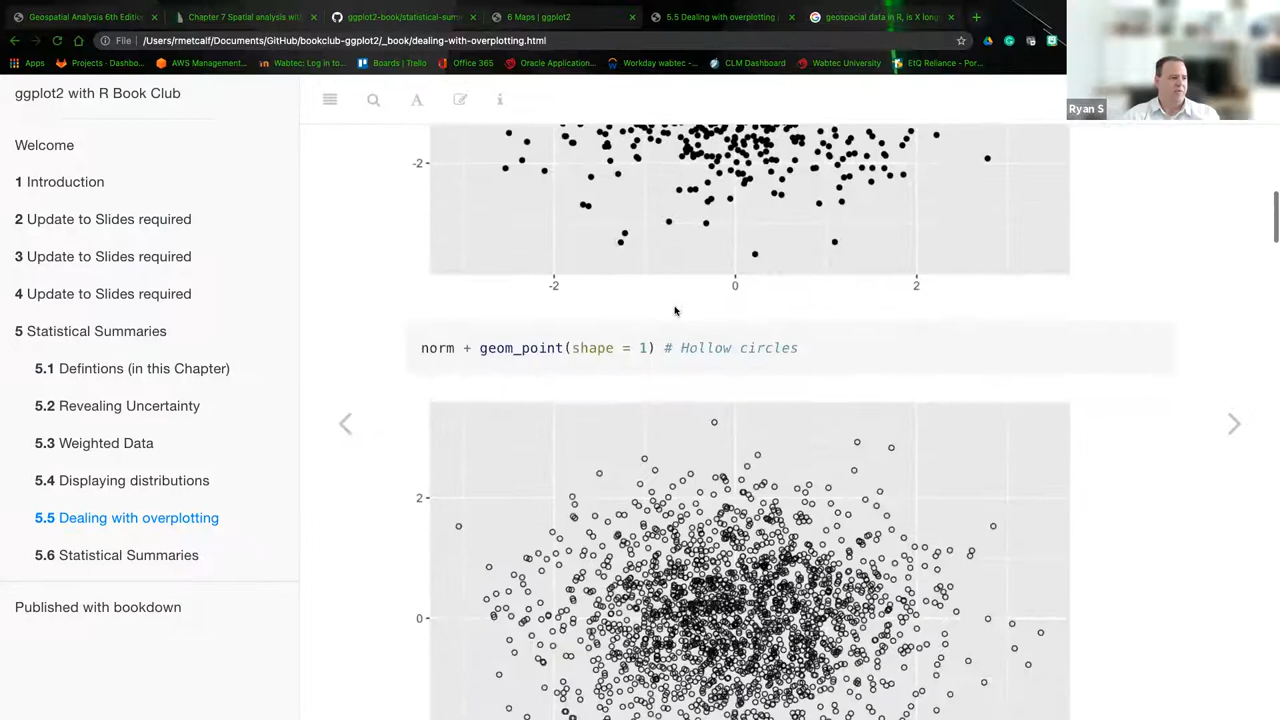 Geospatial Analysis 6th Edition
Chapter 7 Spatial analysis wit
ggplot2-book/statistical-summ
6 Maps | ggplot2
5.5 Dealing with overplotting
geospacial data in R, is X long
File | /Users/rmetcalf/Documents/GitHub/bookclub-ggplot2/_book/dealing-with-overplotting.html
Apps Projects · Dashbo... AWS Management... Wabtec: Log in to... Boards | Trello Office 365 Oracle Application... Workday wabtec -... CLM Dashboard Wabtec University EtQ Reliance - Por...
Ryan S
ggplot2 with R Book Club
Welcome
1 Introduction
2 Update to Slides required
3 Update to Slides required
4 Update to Slides required
5 Statistical Summaries
5.1 Defintions (in this Chapter)
5.2 Revealing Uncertainty
5.3 Weighted Data
5.4 Displaying distributions
5.5 Dealing with overplotting
5.6 Statistical Summaries
Published with bookdown
-2
-2 0 2
norm + geom_point(shape = 1) # Hollow circles
2
0